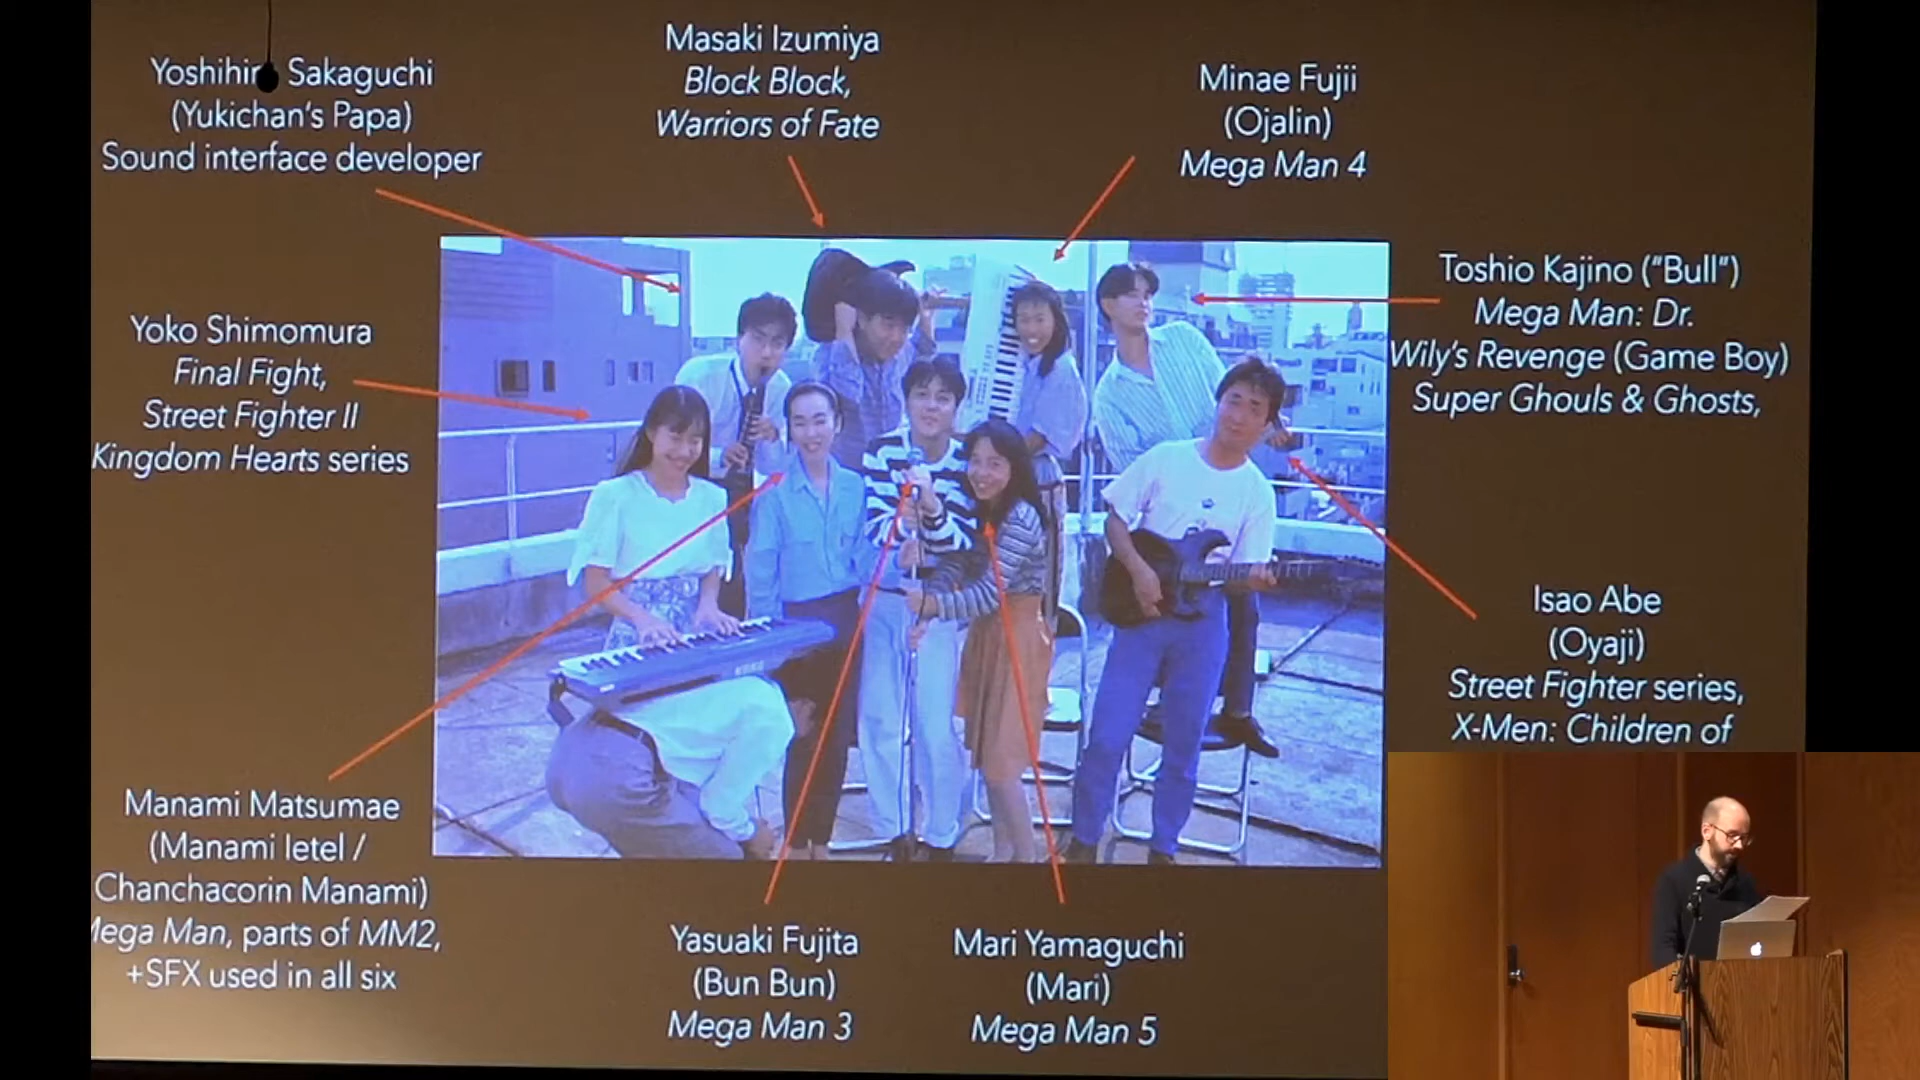 Yoshihir Sakaguchi
(Yukichan's Papa)
Sound interface developer
Masaki Izumiya
Block Block,
Warriors of Fate
Minae Fujii
(Ojalin)
Mega Man 4
Toshio Kajino ("Bull")
Mega Man: Dr.
Wily's Revenge (Game Boy)
Super Ghouls & Ghosts,
Yoko Shimomura
Final Fight,
Street Fighter II
Kingdom Hearts series
Isao Abe
(Oyaji)
Street Fighter series,
X-Men: Children of
Manami Matsumae
(Manami Ietel /
Chanchacorin Manami)
Mega Man, parts of MM2,
+SFX used in all six
Yasuaki Fujita
(Bun Bun)
Mega Man 3
Mari Yamaguchi
(Mari)
Mega Man 5
KORG